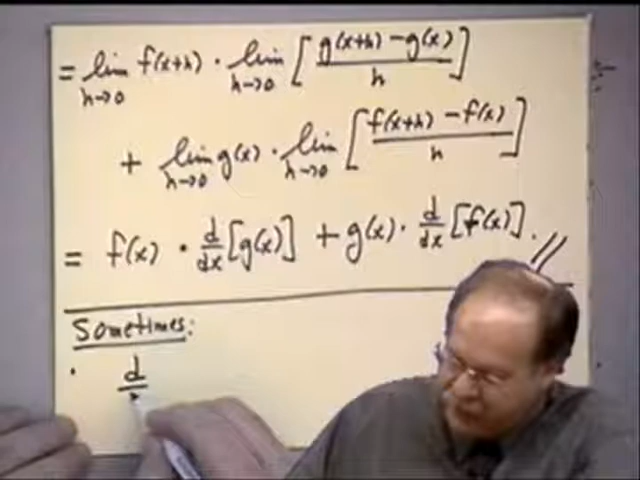 = lim h→0 f(x+h) · lim h→0 [ g(x+h) - g(x) / h ]
+ lim h→0 g(x) · lim h→0 [ f(x+h) - f(x) / h ]
= f(x) · d/dx [g(x)] + g(x) · d/dx [f(x)]. //
Sometimes:
· d